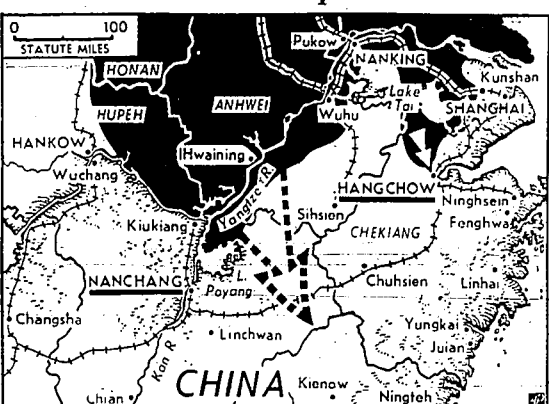 0 100
STATUTE MILES
Pukow
NANKING
HONAN
Kunshan
Lake
Tai
ANHWEI
HUPEH
SHANGHAI
Wuhu
HANKOW
IHwaining
Wuchang
Yangtze R.
HANGCHOW
Ninghsein
Sihsien
Fenghwa
Kiukiang
CHEKIANG
NANCHANG
L.
Poyang
Chuhsien
Linhai
Changsha
Linchwan
Yungkai
Juian
Kan R.
CHINA
Chian
Kienow
Ningteh